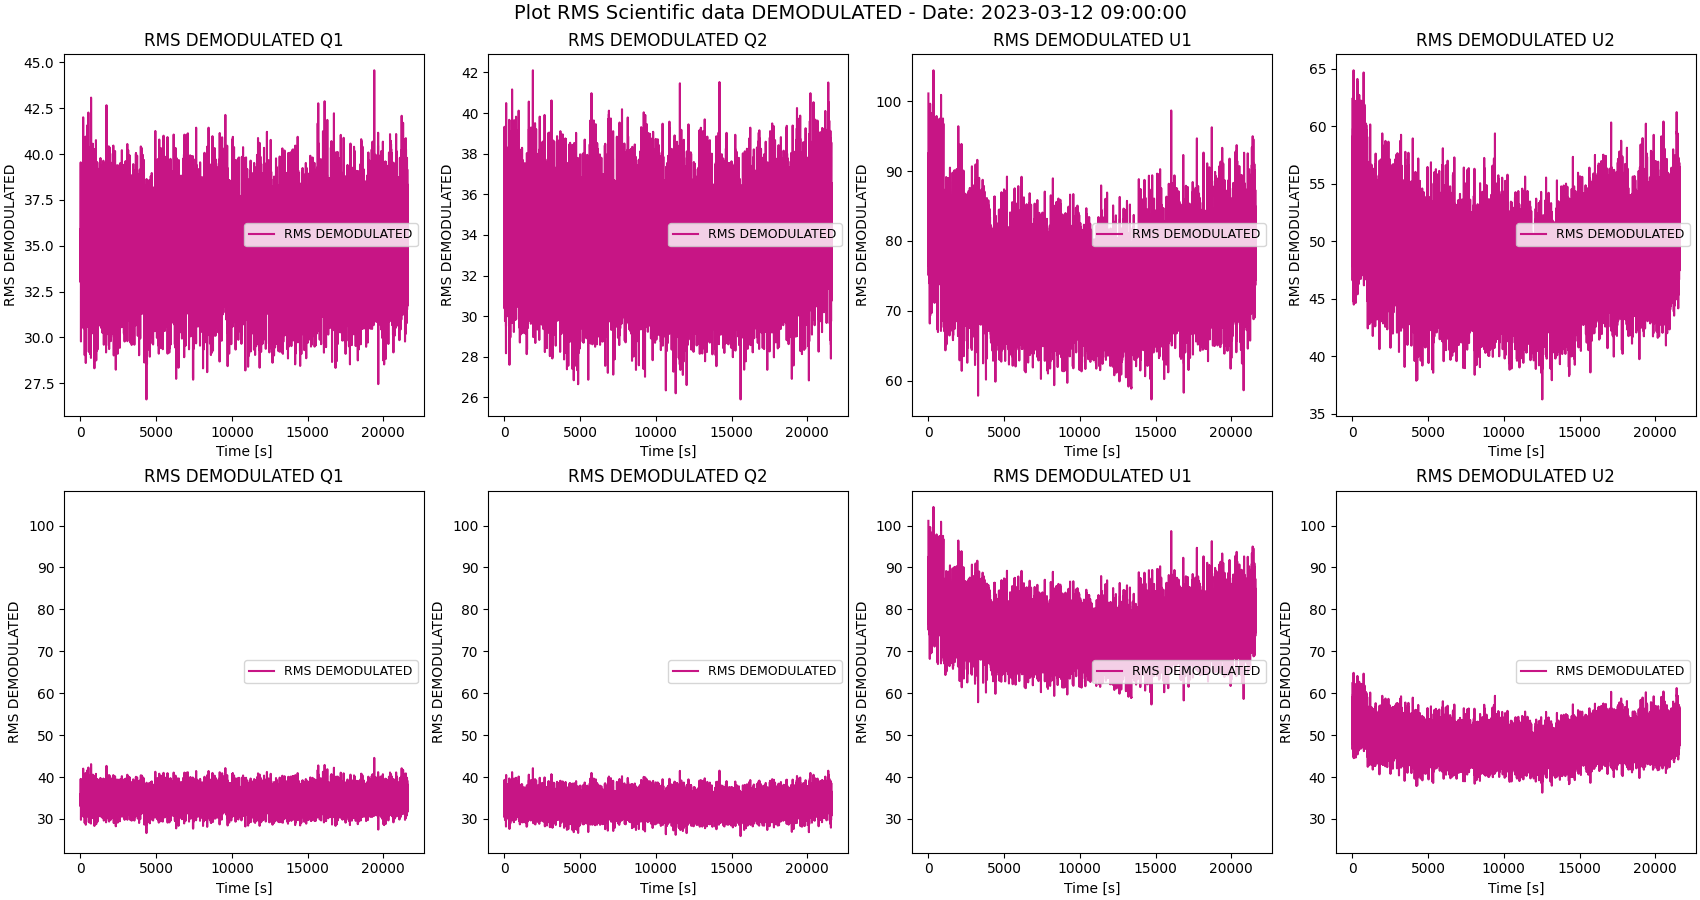 Plot RMS Scientific data DEMODULATED - Date: 2023-03-12 09:00:00
RMS DEMODULATED Q1
RMS DEMODULATED
45.0
42.5
40.0
37.5
35.0
32.5
30.0
27.5
RMS DEMODULATED
0 5000 10000 15000 20000
Time [s]
RMS DEMODULATED Q2
RMS DEMODULATED
42
40
38
36
34
32
30
28
26
RMS DEMODULATED
0 5000 10000 15000 20000
Time [s]
RMS DEMODULATED U1
RMS DEMODULATED
100
90
80
70
60
RMS DEMODULATED
0 5000 10000 15000 20000
Time [s]
RMS DEMODULATED U2
RMS DEMODULATED
65
60
55
50
45
40
35
RMS DEMODULATED
0 5000 10000 15000 20000
Time [s]
RMS DEMODULATED Q1
RMS DEMODULATED
100
90
80
70
60
50
40
30
RMS DEMODULATED
0 5000 10000 15000 20000
Time [s]
RMS DEMODULATED Q2
RMS DEMODULATED
100
90
80
70
60
50
40
30
RMS DEMODULATED
0 5000 10000 15000 20000
Time [s]
RMS DEMODULATED U1
RMS DEMODULATED
100
90
80
70
60
50
40
30
RMS DEMODULATED
0 5000 10000 15000 20000
Time [s]
RMS DEMODULATED U2
RMS DEMODULATED
100
90
80
70
60
50
40
30
RMS DEMODULATED
0 5000 10000 15000 20000
Time [s]